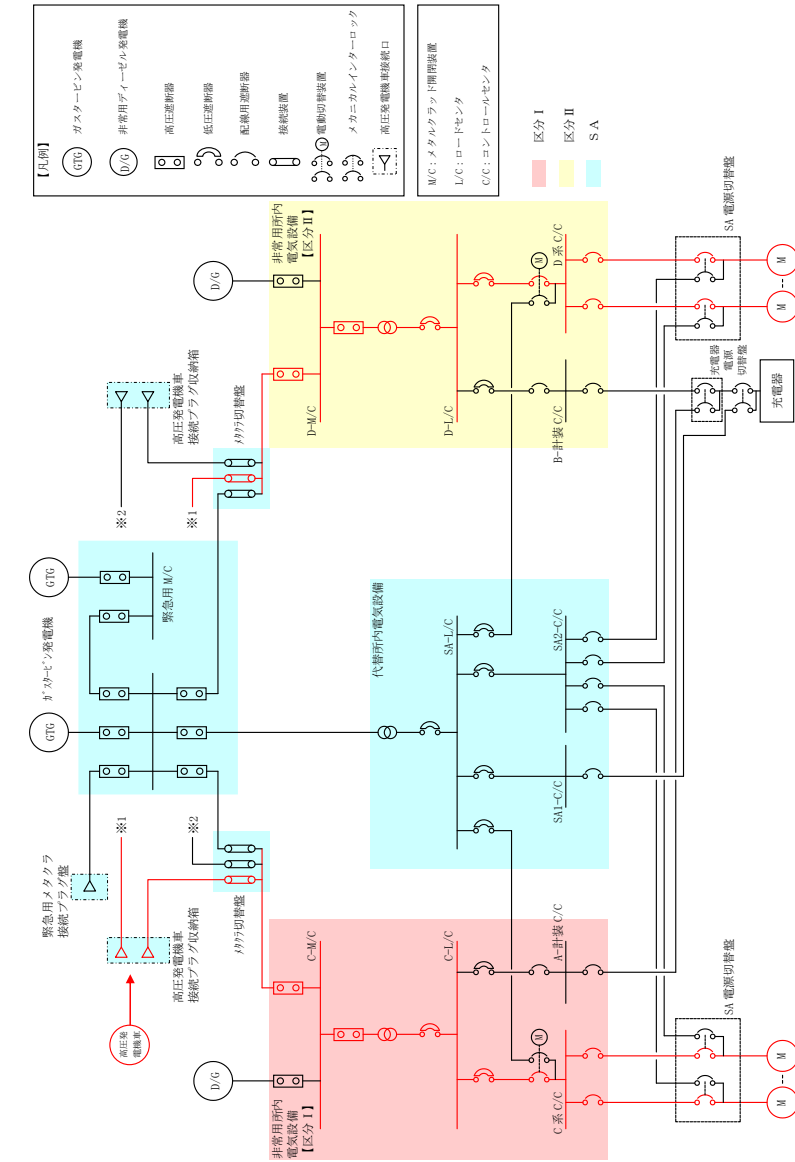 【凡例】
GTG
ガスタービン発電機
D/G
非常用ディーゼル発電機
高圧遮断器
低圧遮断器
配線用遮断器
接続装置
M
電動切替装置
メカニカルインターロック
高圧発電機車接続口
M/C：メタルクラッド開閉装置
L/C：ロードセンタ
C/C：コントロールセンタ
区分Ⅰ
区分Ⅱ
ＳＡ
GTG
GTG
ｶﾞｽﾀｰﾋﾞﾝ発電機
緊急用 M/C
緊急用メタクラ
接続プラグ盤
※1
※2
高圧発電機車
接続プラグ収納箱
ﾒﾀｸﾗ切替盤
高圧発
電機車
※2
※1
高圧発電機車
接続プラグ収納箱
ﾒﾀｸﾗ切替盤
D/G
非常用所内
電気設備
【区分Ⅰ】
C-M/C
C-L/C
C系 C/C
M
A-計装 C/C
D/G
非常用所内
電気設備
【区分Ⅱ】
D-M/C
D-L/C
D系 C/C
M
B-計装 C/C
代替所内電気設備
SA-L/C
SA1-C/C
SA2-C/C
SA 電源切替盤
M
M
SA 電源切替盤
M
M
充電器
電源
切替盤
充電器